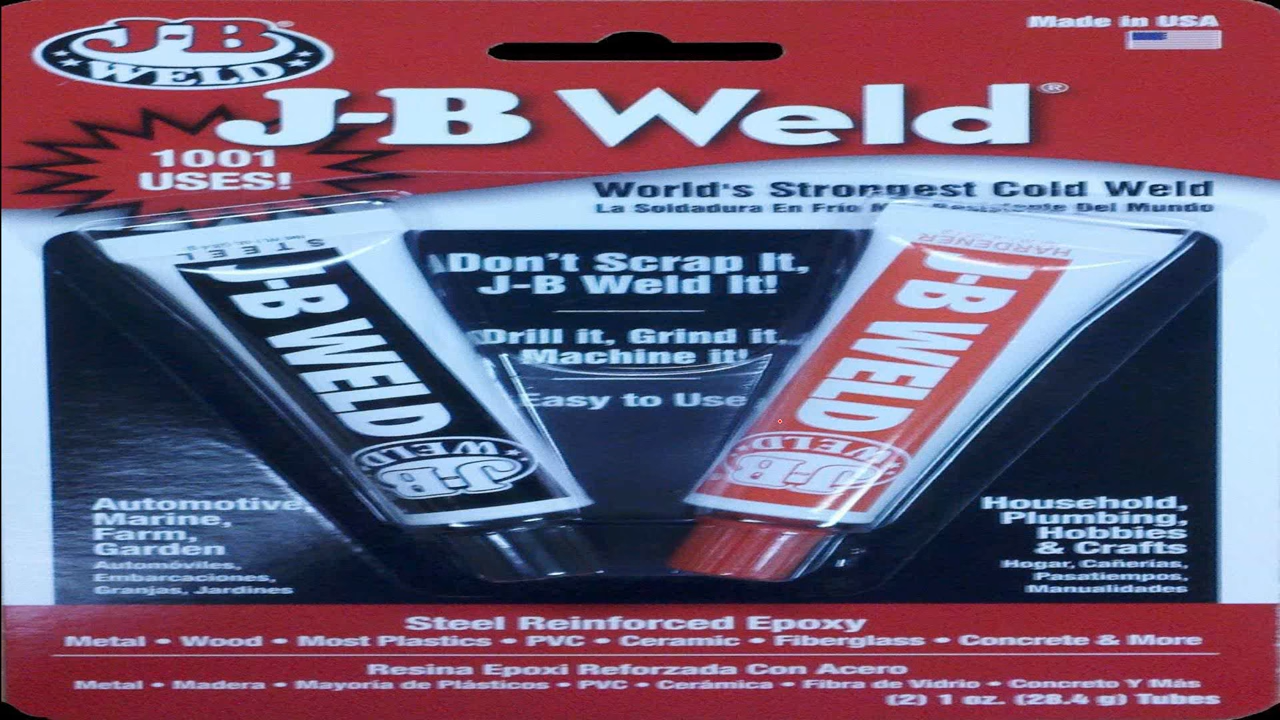 J-B
WELD
Made in USA
J-B Weld®
1001
USES!
World's Strongest Cold Weld
La Soldadura En Frío Del Mundo
STEEL
J-B WELD
J-B
WELD
HARDENER
J-B WELD
J-B
WELD
Don't Scrap It,
J-B Weld It!
Drill it, Grind it,
Machine it!
Easy to Use
Automotive,
Marine,
Farm,
Garden
Automóviles,
Embarcaciones,
Granjas, Jardines
Household,
Plumbing,
Hobbies
& Crafts
Hogar, Cañerías,
Pasatiempos,
Manualidades
Steel Reinforced Epoxy
Metal • Wood • Most Plastics • PVC • Ceramic • Fiberglass • Concrete & More
Resina Epoxi Reforzada Con Acero
Metal • Madera • Mayoría de Plásticos • PVC • Cerámica • Fibra de Vidrio • Concreto Y Más
(2) 1 oz. (28.4 g) Tubes